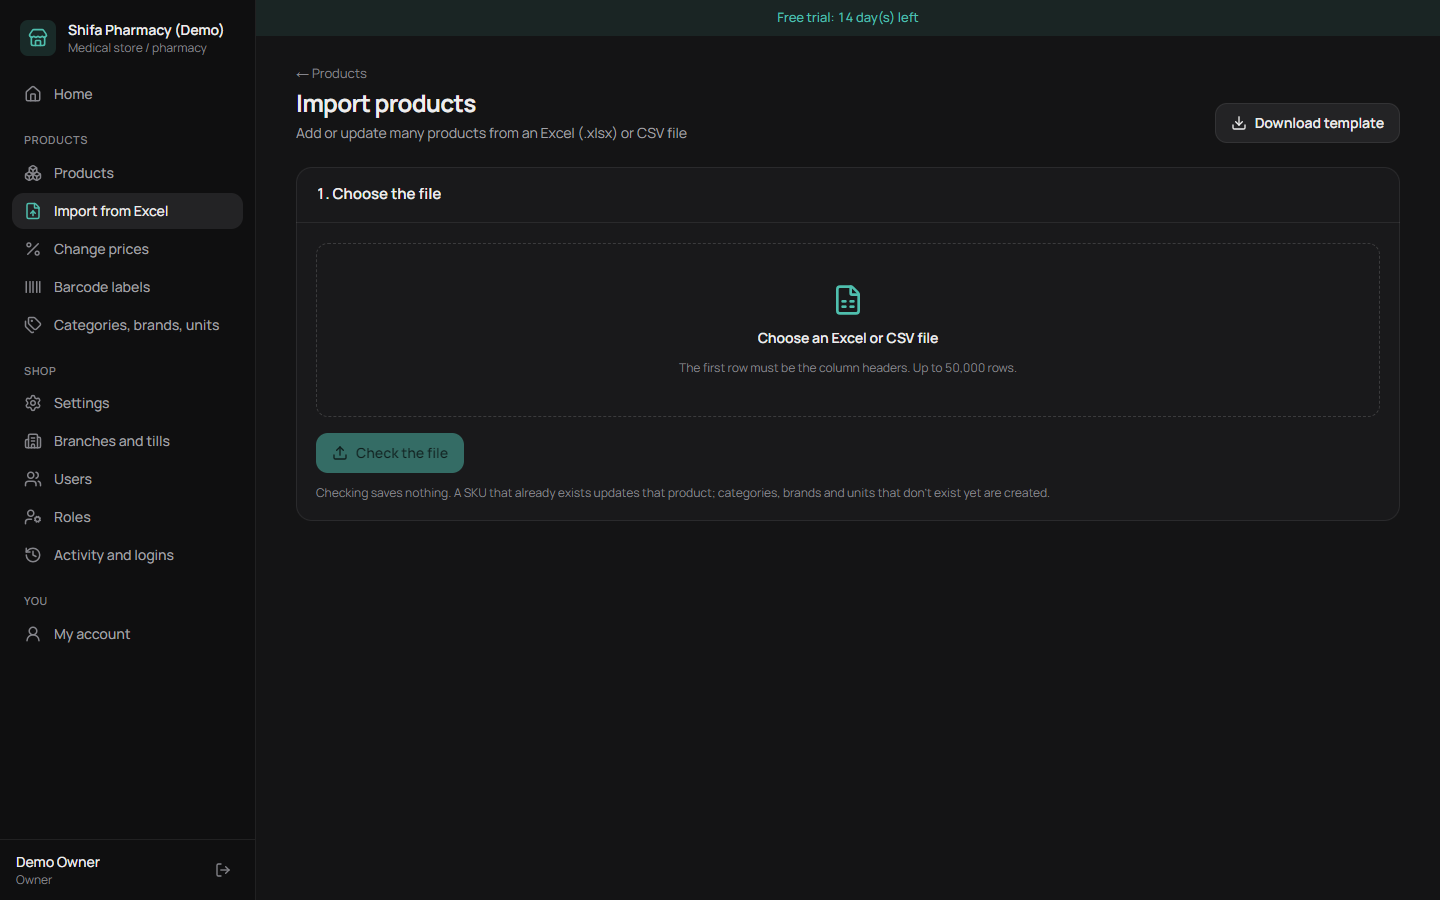 Shifa Pharmacy (Demo)
Medical store / pharmacy
Home
PRODUCTS
Products
Import from Excel
Change prices
Barcode labels
Categories, brands, units
SHOP
Settings
Branches and tills
Users
Roles
Activity and logins
YOU
My account
Demo Owner
Owner
Free trial: 14 day(s) left
← Products
Import products
Add or update many products from an Excel (.xlsx) or CSV file
Download template
1. Choose the file
Choose an Excel or CSV file
The first row must be the column headers. Up to 50,000 rows.
Check the file
Checking saves nothing. A SKU that already exists updates that product; categories, brands and units that don't exist yet are created.